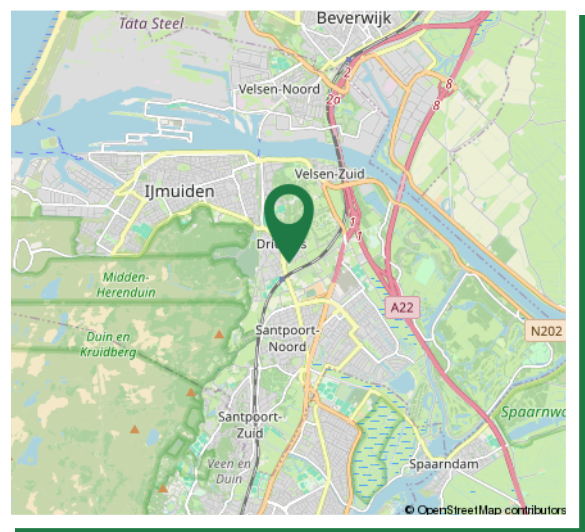 Tata Steel
Beverwijk
2
8
Velsen-Noord
2a
8
Velsen-Zuid
IJmuiden
1
1
Midden-
Herenduin
A22
N202
Santpoort-
Noord
Duin en
Kruidberg
Spaarnw
Santpoort-
Zuid
Veen en
Duin
Spaarndam
© OpenStreetMap contributors